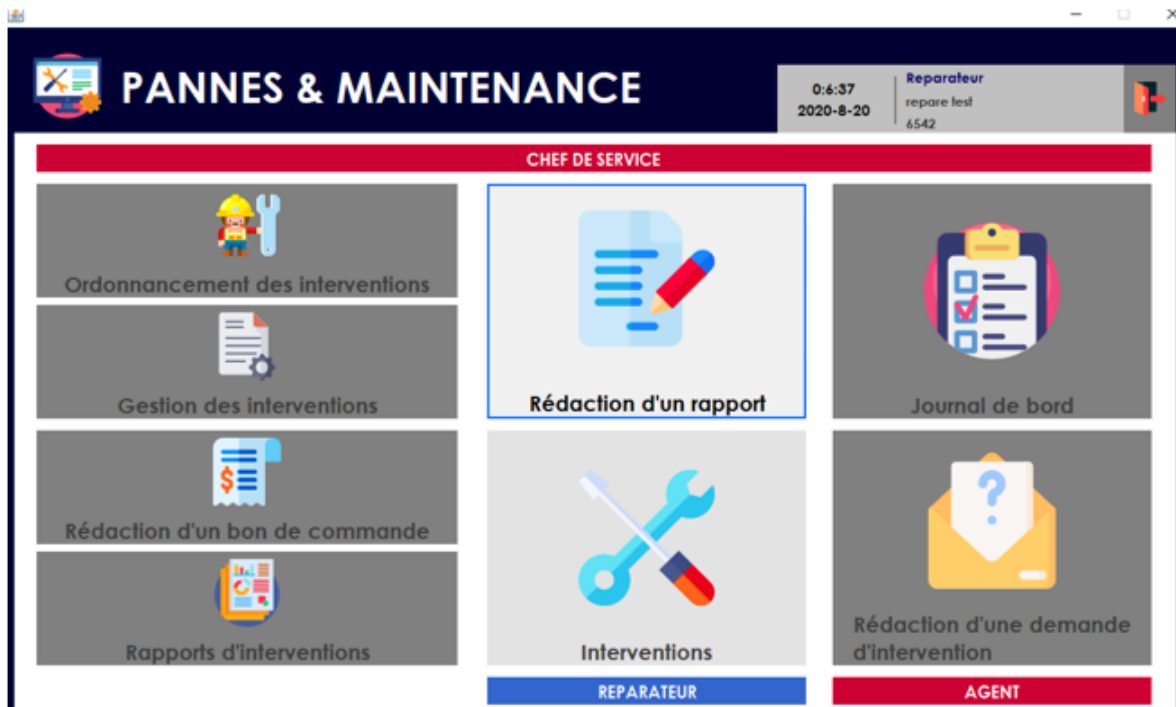 PANNES & MAINTENANCE
0:6:37
2020-8-20
Reparateur
repare test
6542
CHEF DE SERVICE
Ordonnancement des interventions
Gestion des interventions
Rédaction d'un bon de commande
Rapports d'interventions
Rédaction d'un rapport
Interventions
REPARATEUR
Journal de bord
Rédaction d'une demande
d'intervention
AGENT